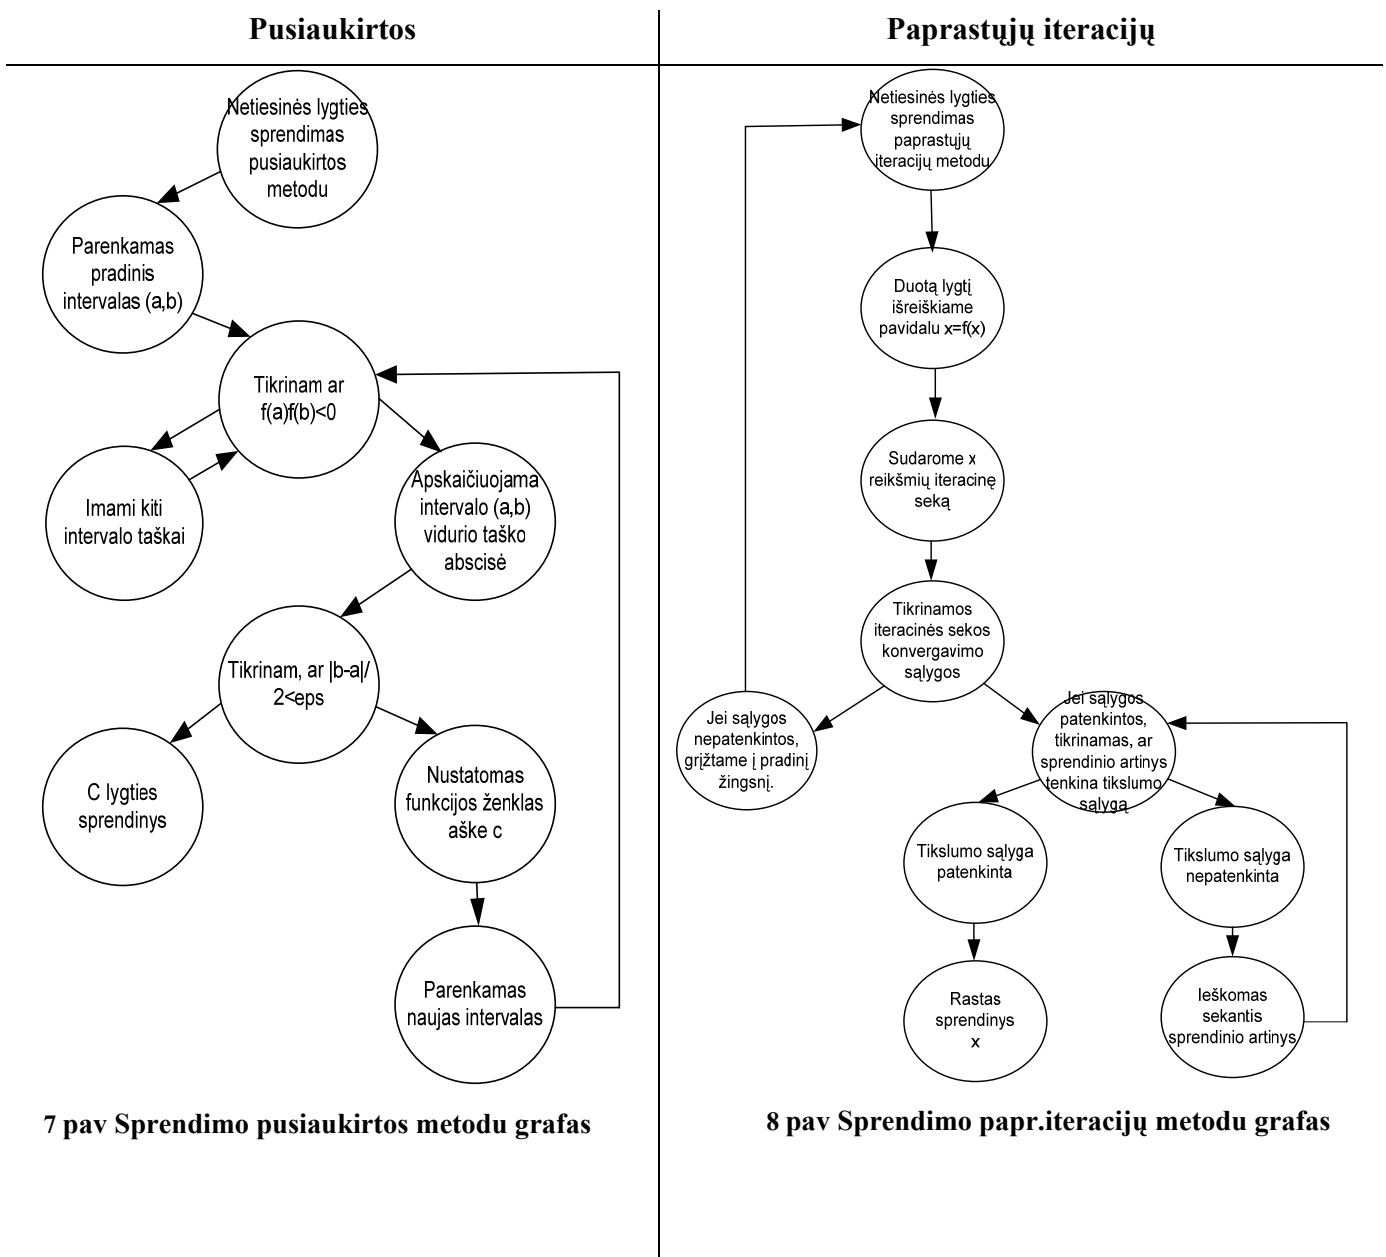 Pusiaukirtos
Netiesinės lygties
sprendimas
pusiaukirtos
metodu
Parenkamas
pradinis
intervalas (a,b)
Tikrinam ar
f(a)f(b)<0
Imami kiti
intervalo taškai
Apskaičiuojama
intervalo (a,b)
vidurio taško
abscisė
Tikrinam, ar |b-a|/
2<eps
C lygties
sprendinys
Nustatomas
funkcijos ženklas
aške c
Parenkamas
naujas intervalas
7 pav Sprendimo pusiaukirtos metodu grafas
Paprastųjų iteracijų
Netiesinės lygties
sprendimas
paprastųjų
iteracijų metodu
Duotą lygtį
išreiškiame
pavidalu x=f(x)
Sudarome x
reikšmių iteracinę
seką
Tikrinamos
iteracinės sekos
konvergavimo
sąlygos
Jei sąlygos
nepatenkintos,
grįžtame į pradinį
žingsnį.
Jei sąlygos
patenkintos,
tikrinamas, ar
sprendinio artinys
tenkina tikslumo
sąlygą
Tikslumo sąlyga
patenkinta
Tikslumo sąlyga
nepatenkinta
Rastas
sprendinys
x
Ieškomas
sekantis
sprendinio artinys
8 pav Sprendimo papr.iteracijų metodu grafas